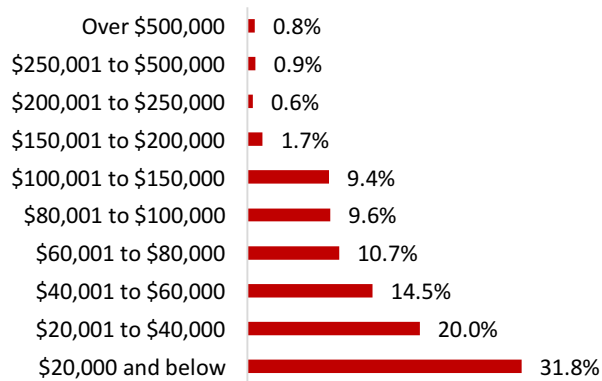 Over $500,000 0.8%
$250,001 to $500,000 0.9%
$200,001 to $250,000 0.6%
$150,001 to $200,000 1.7%
$100,001 to $150,000 9.4%
$80,001 to $100,000 9.6%
$60,001 to $80,000 10.7%
$40,001 to $60,000 14.5%
$20,001 to $40,000 20.0%
$20,000 and below 31.8%